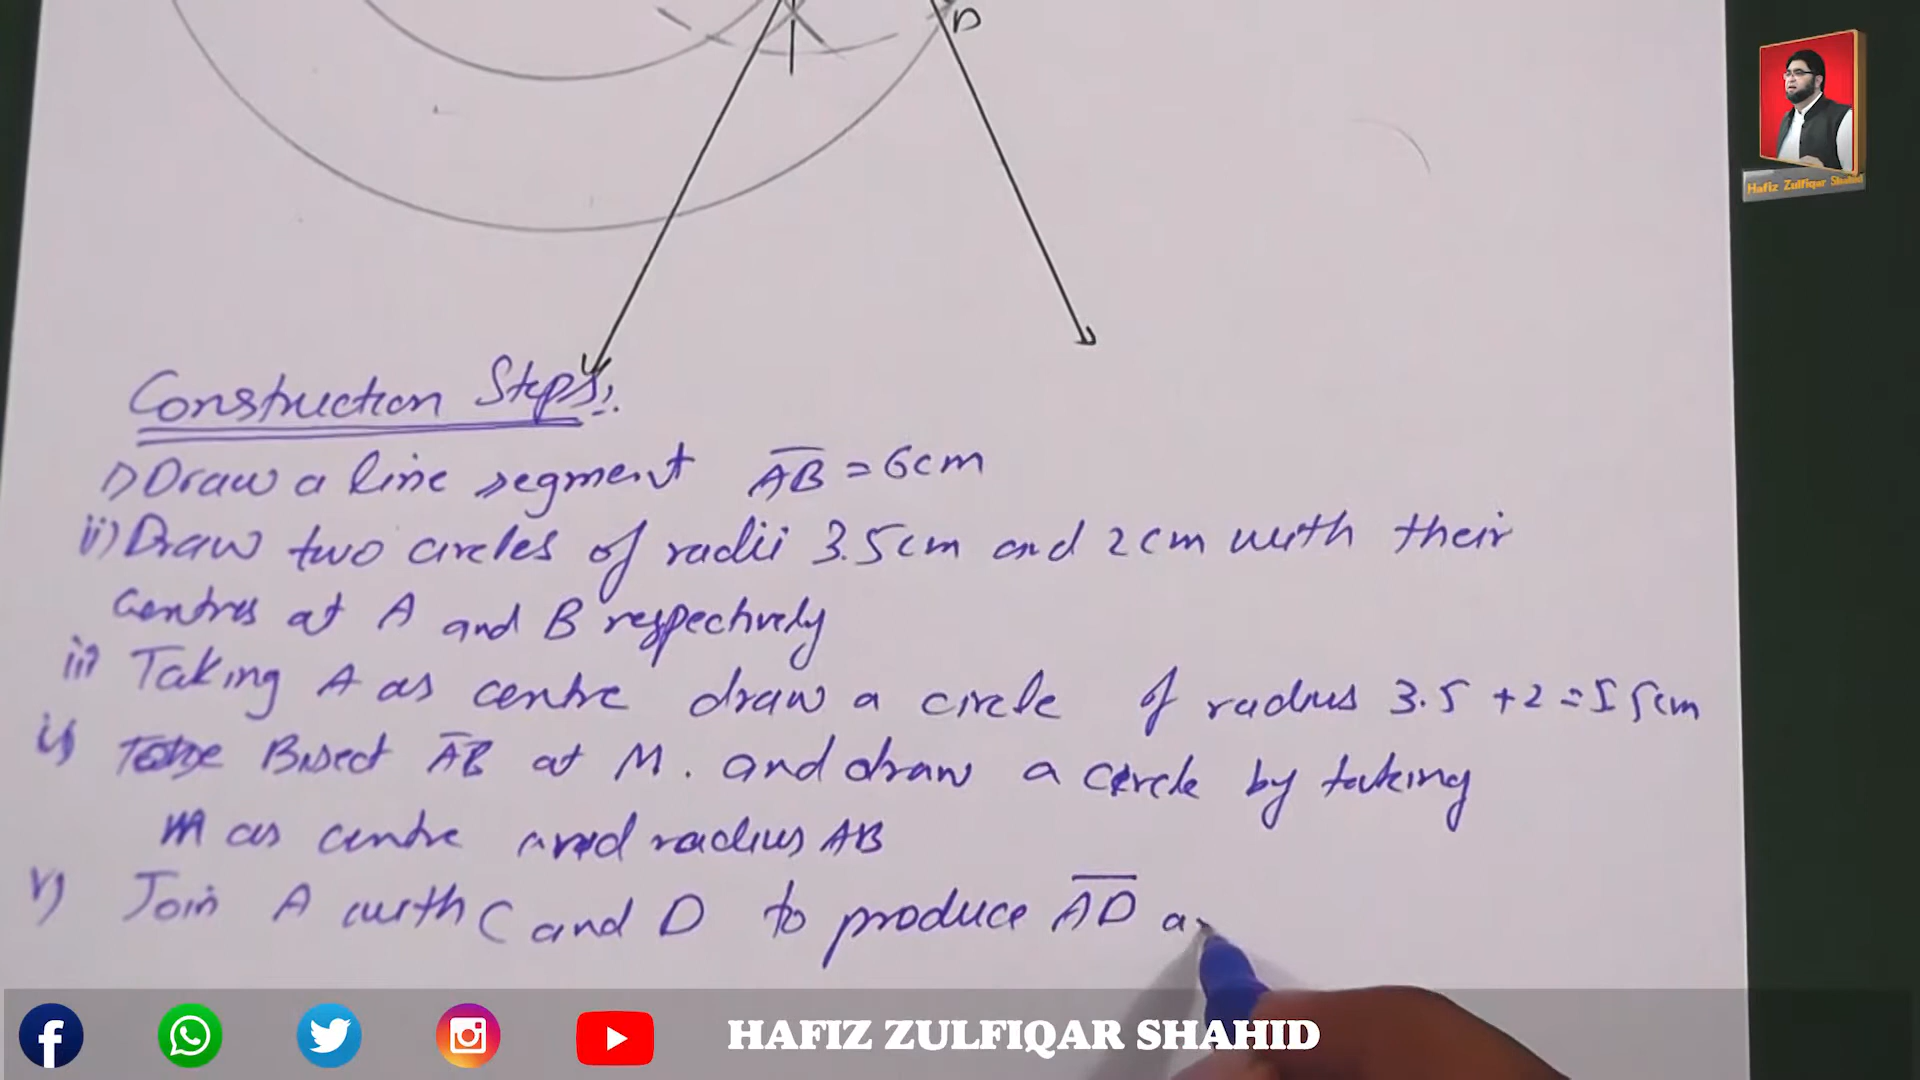 D
Hafiz Zulfiqar Shahid
Construction Steps:
i) Draw a line segment AB = 6cm
ii) Draw two circles of radii 3.5cm and 2cm with their
centres at A and B respectively
iii) Taking A as centre draw a circle of radius 3.5 + 2 = 5.5cm
Bisect AB at M. and draw a circle by taking
M as centre and radius AB
v) Join A with C and D to produce AD a
HAFIZ ZULFIQAR SHAHID